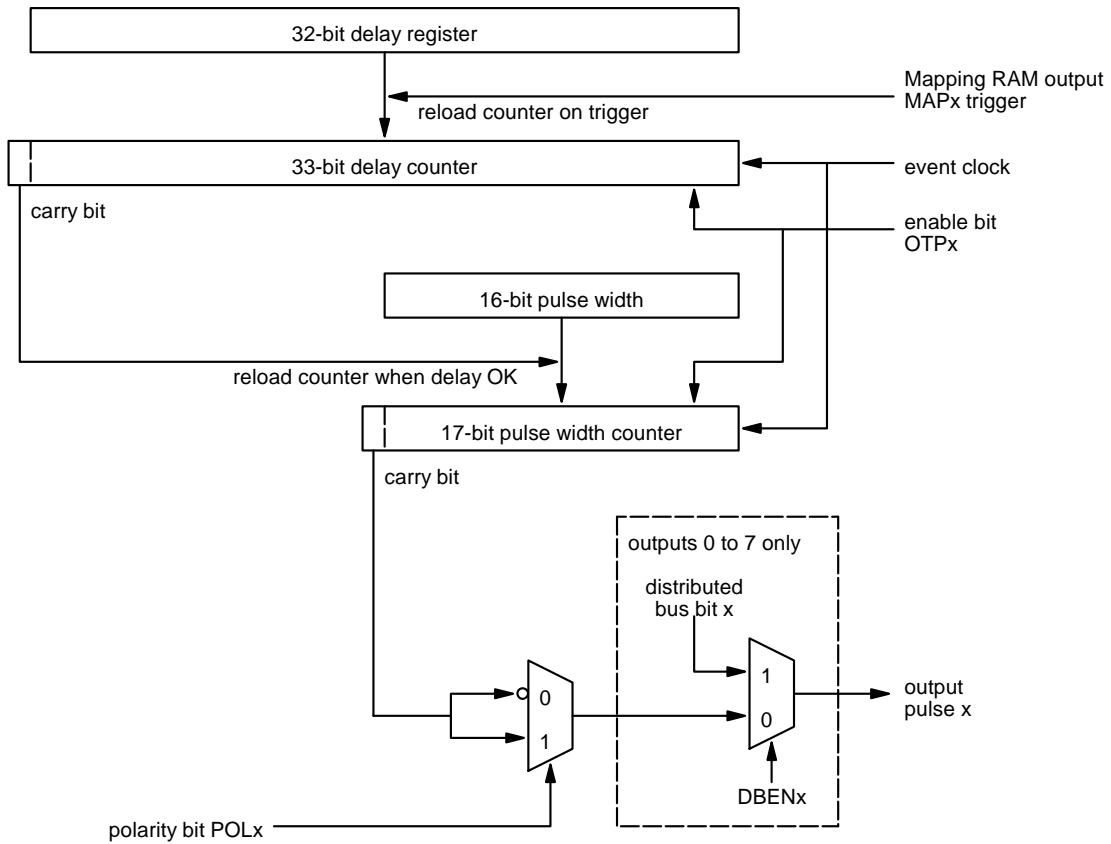 32-bit delay register
Mapping RAM output
MAPx trigger
reload counter on trigger
33-bit delay counter
event clock
carry bit
enable bit
OTPx
16-bit pulse width
reload counter when delay OK
17-bit pulse width counter
carry bit
outputs 0 to 7 only
distributed
bus bit x
1
0
0
1
output
pulse x
DBENx
polarity bit POLx